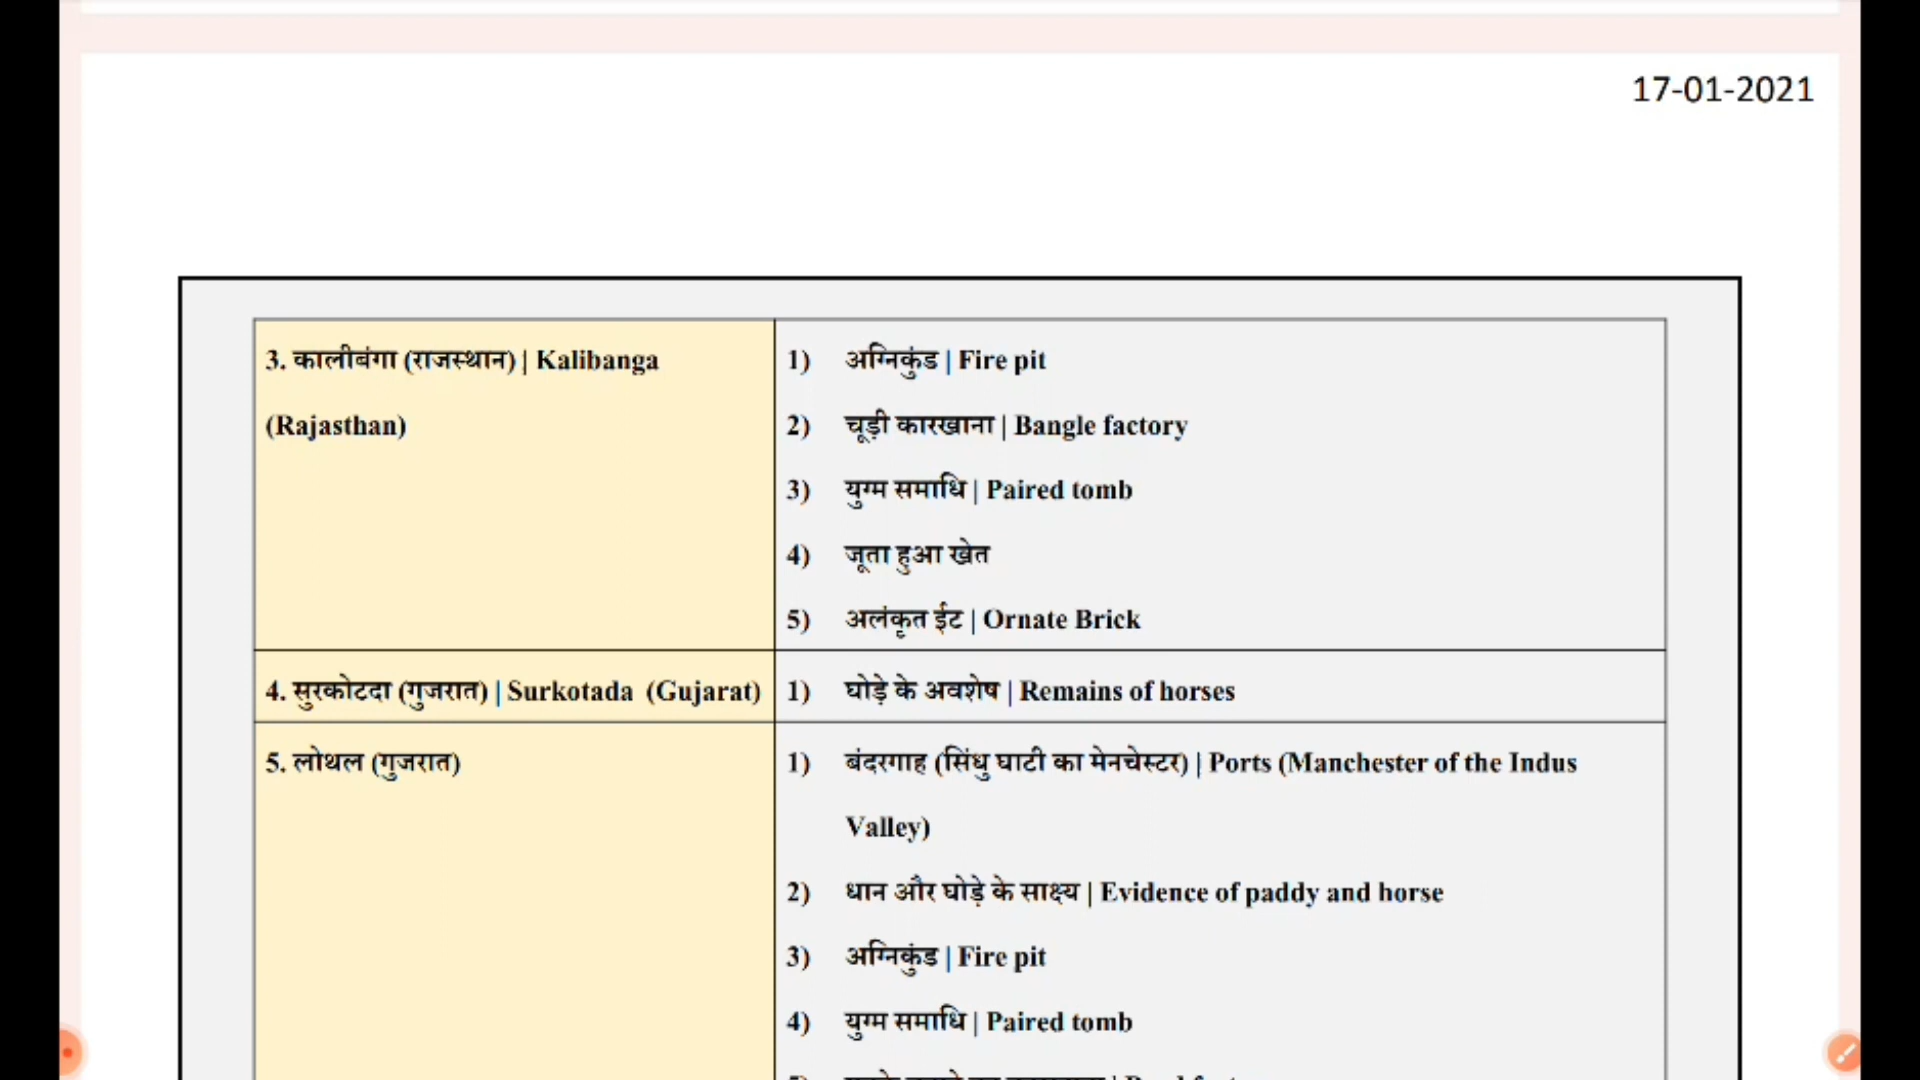 17-01-2021
3. कालीबंगा (राजस्थान) | Kalibanga
(Rajasthan)
1) अग्निकुंड | Fire pit
2) चूड़ी कारखाना | Bangle factory
3) युग्म समाधि | Paired tomb
4) जूता हुआ खेत
5) अलंकृत ईट | Ornate Brick
4. सुरकोटदा (गुजरात) | Surkotada (Gujarat)
1) घोड़े के अवशेष | Remains of horses
5. लोथल (गुजरात)
1) बंदरगाह (सिंधु घाटी का मेनचेस्टर) | Ports (Manchester of the Indus
Valley)
2) धान और घोड़े के साक्ष्य | Evidence of paddy and horse
3) अग्निकुंड | Fire pit
4) युग्म समाधि | Paired tomb